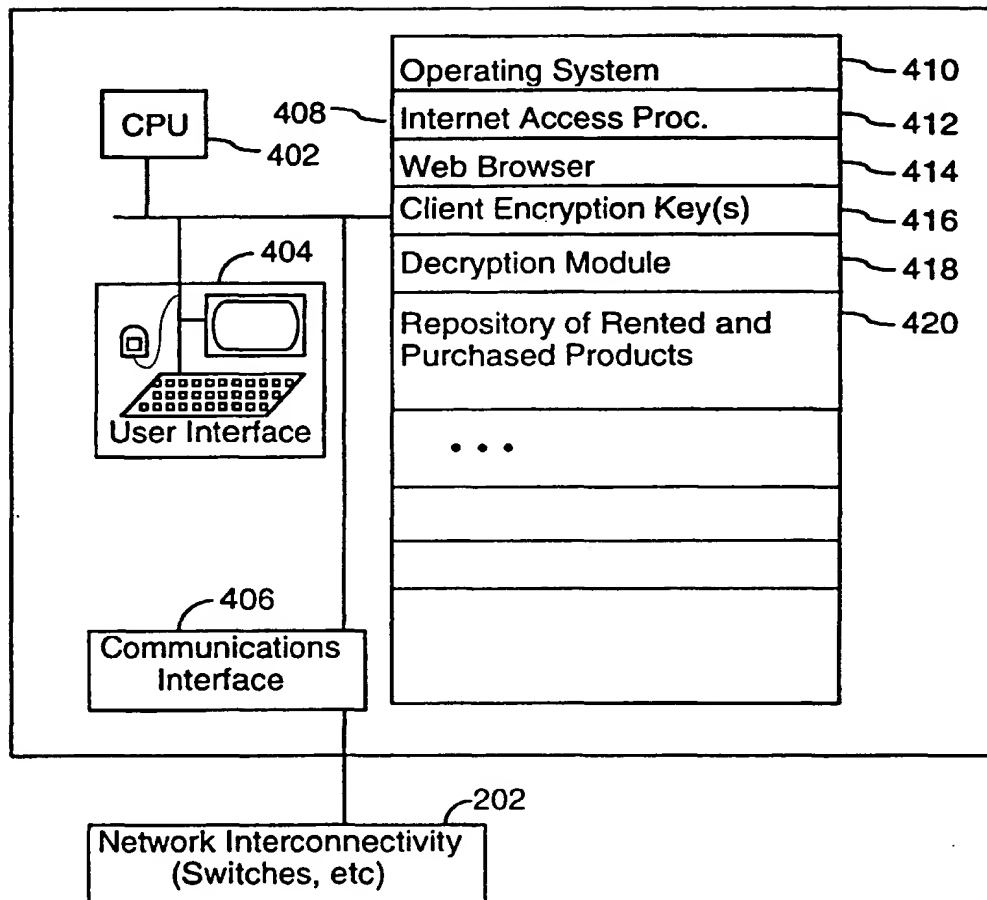 CPU
402
408
Operating System
410
Internet Access Proc.
412
Web Browser
414
Client Encryption Key(s)
416
Decryption Module
418
Repository of Rented and
Purchased Products
420
• • •
404
User Interface
406
Communications
Interface
202
Network Interconnectivity
(Switches, etc)